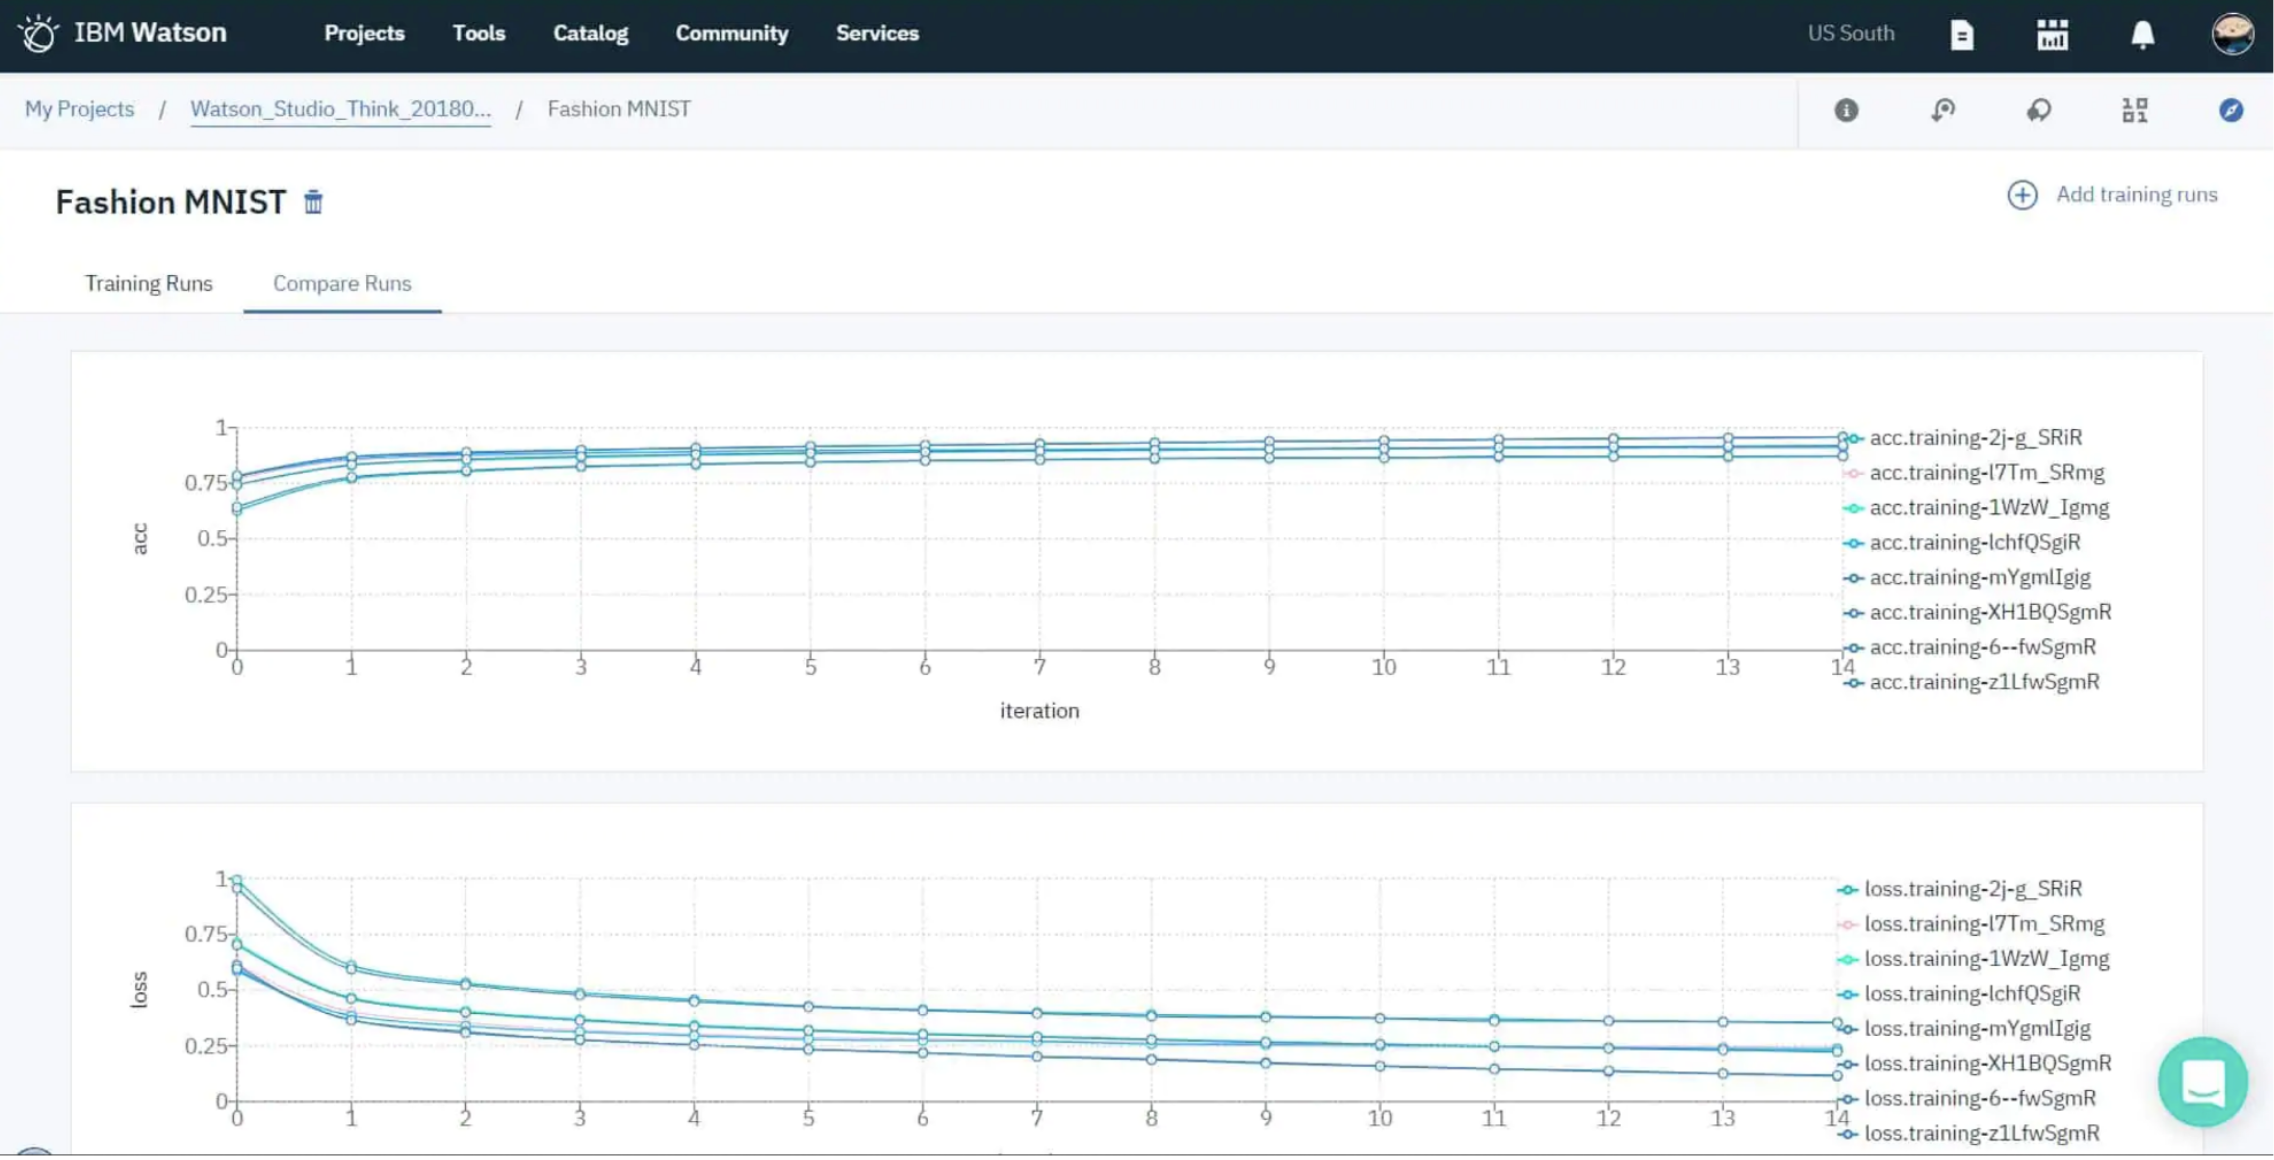 IBM Watson Projects Tools Catalog Community Services US South
My Projects / Watson_Studio_Think_20180... / Fashion MNIST
Fashion MNIST
Add training runs
Training Runs Compare Runs
1
0.75
0.5
0.25
0
acc
0 1 2 3 4 5 6 7 8 9 10 11 12 13 14
iteration
acc.training-2j-g_SRiR
acc.training-l7Tm_SRmg
acc.training-1WzW_Igmg
acc.training-lchfQSgiR
acc.training-mYgmlIgig
acc.training-XH1BQSgmR
acc.training-6--fwSgmR
acc.training-z1LfwSgmR
1
0.75
0.5
0.25
0
loss
0 1 2 3 4 5 6 7 8 9 10 11 12 13 14
loss.training-2j-g_SRiR
loss.training-l7Tm_SRmg
loss.training-1WzW_Igmg
loss.training-lchfQSgiR
loss.training-mYgmlIgig
loss.training-XH1BQSgmR
loss.training-6--fwSgmR
loss.training-z1LfwSgmR